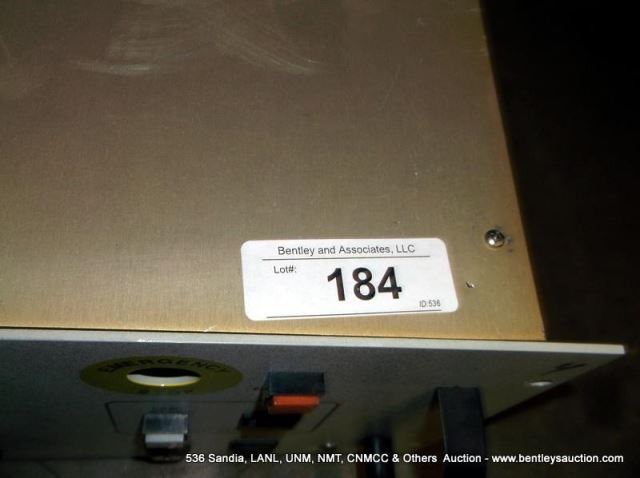 Bentley and Associates, LLC
Lot#:
184
ID:536
EMERGENCY
STOP
536 Sandia, LANL, UNM, NMT, CNMCC & Others Auction - www.bentleysauction.com